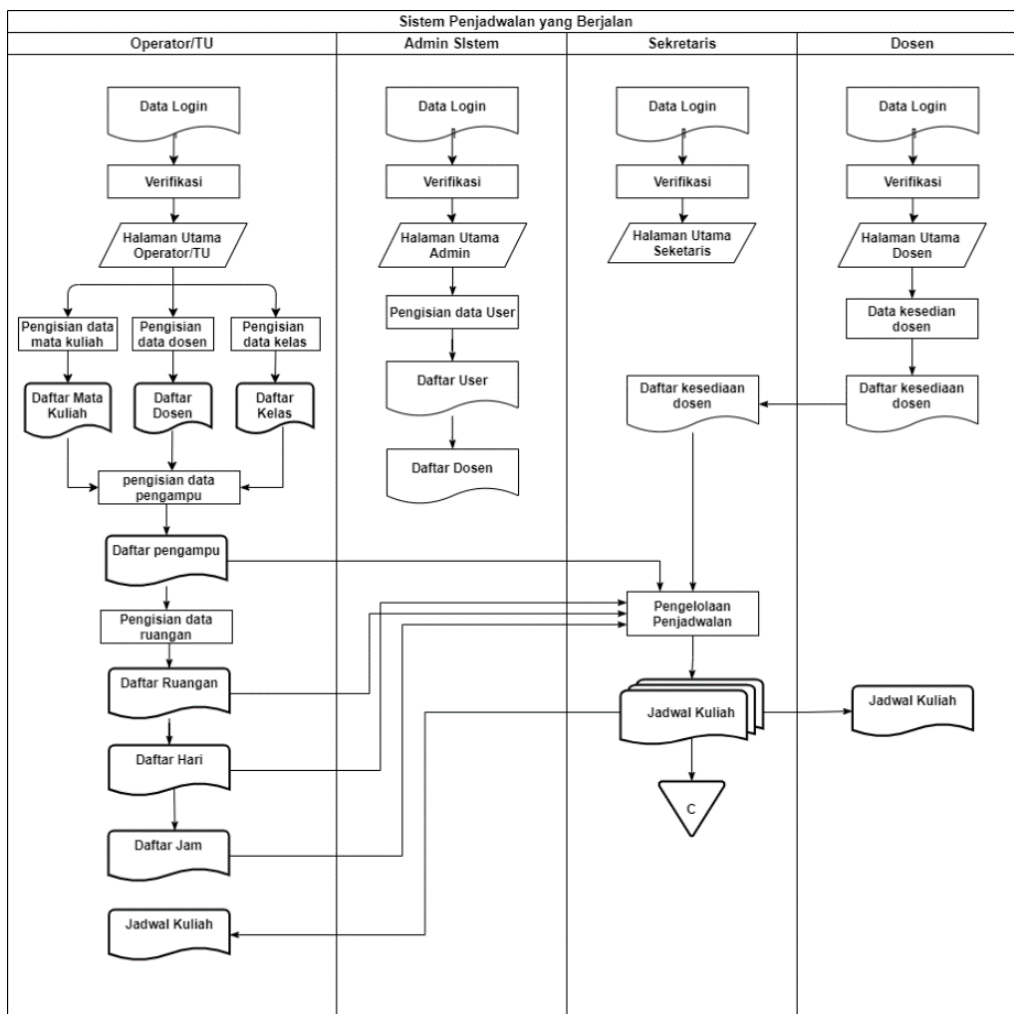 Sistem Penjadwalan yang Berjalan
Operator/TU
Admin SIstem
Sekretaris
Dosen
Data Login
Data Login
Data Login
Data Login
Verifikasi
Verifikasi
Verifikasi
Verifikasi
Halaman Utama
Operator/TU
Halaman Utama
Admin
Halaman Utama
Seketaris
Halaman Utama
Dosen
Pengisian data
mata kuliah
Pengisian
data dosen
Pengisian
data kelas
Pengisian data User
Data kesedian
dosen
Daftar Mata
Kuliah
Daftar
Dosen
Daftar
Kelas
Daftar User
Daftar kesediaan
dosen
Daftar kesediaan
dosen
pengisian data
pengampu
Daftar Dosen
Daftar pengampu
Pengisian data
ruangan
Pengelolaan
Penjadwalan
Daftar Ruangan
Jadwal Kuliah
Jadwal Kuliah
Daftar Hari
C
Daftar Jam
Jadwal Kuliah